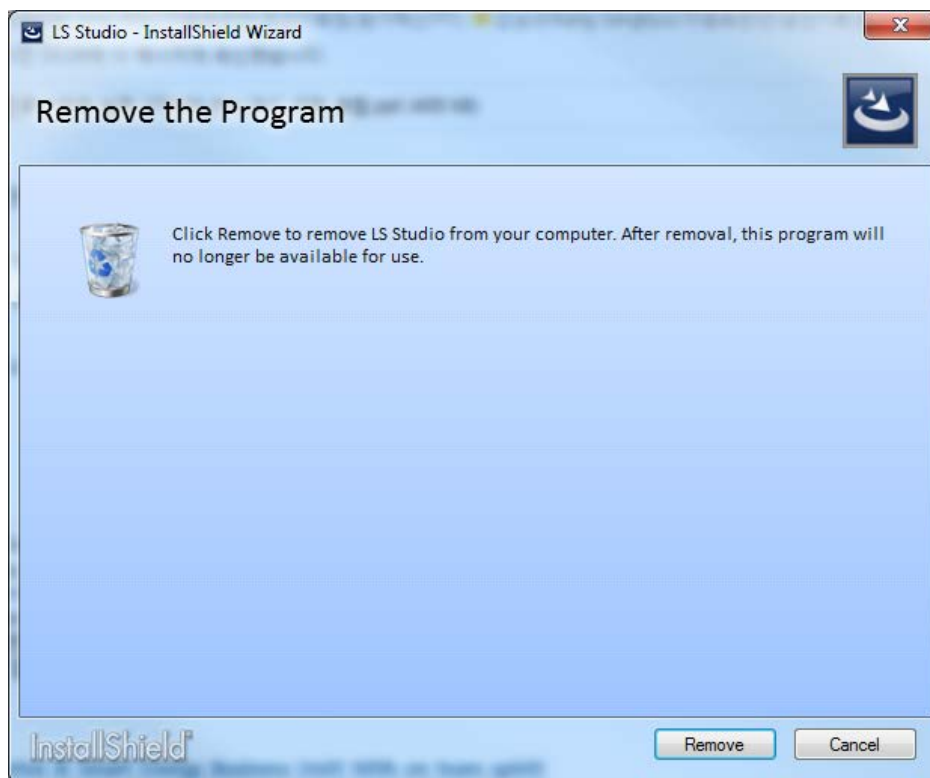 LS Studio - InstallShield Wizard
Remove the Program
Click Remove to remove LS Studio from your computer. After removal, this program will
no longer be available for use.
InstallShield
Remove
Cancel